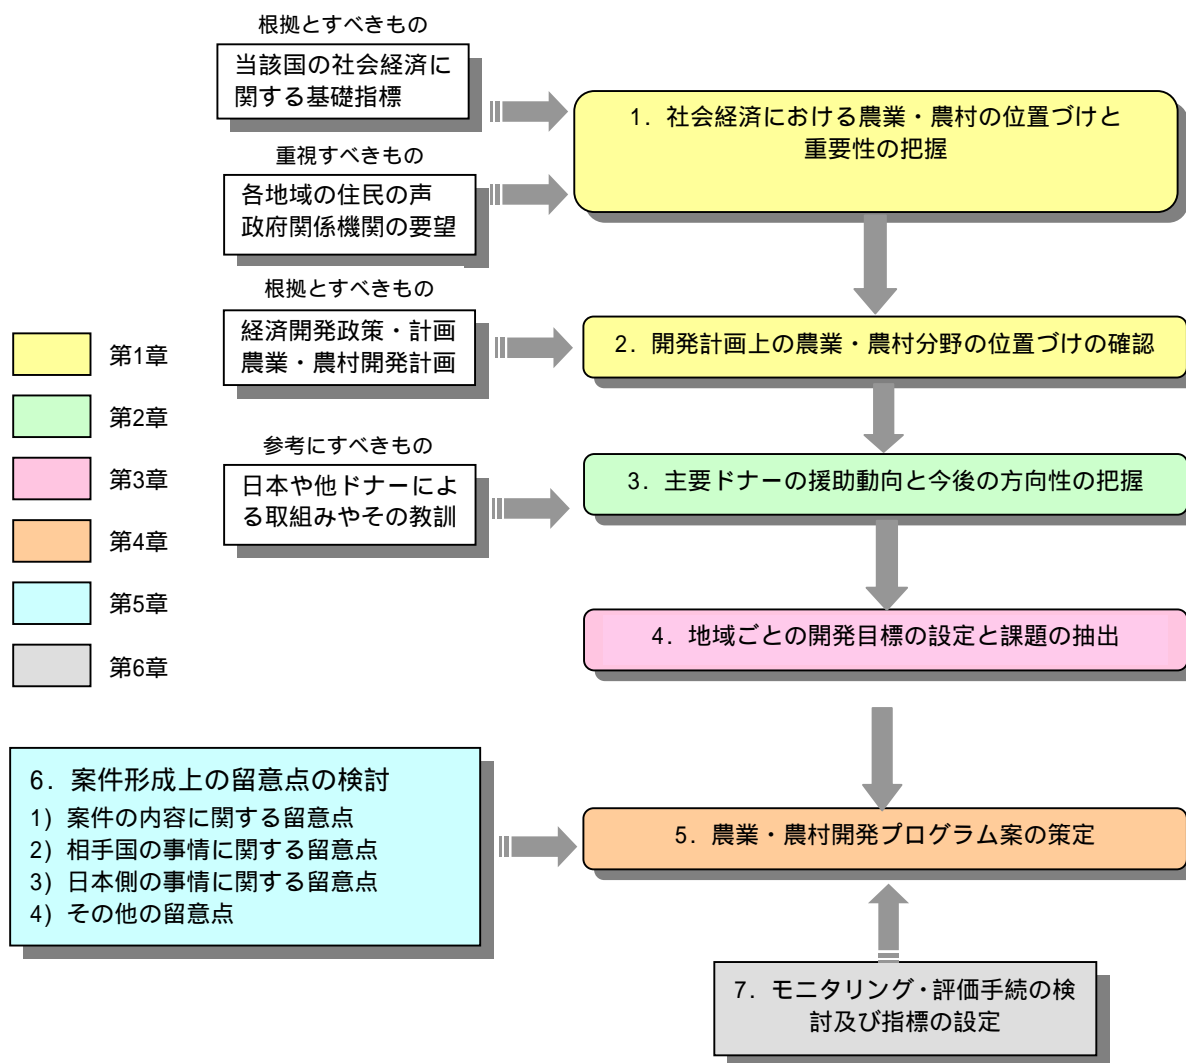 根拠とすべきもの
当該国の社会経済に
関する基礎指標
1. 社会経済における農業・農村の位置づけと
重要性の把握
重視すべきもの
各地域の住民の声
政府関係機関の要望
根拠とすべきもの
経済開発政策・計画
農業・農村開発計画
2. 開発計画上の農業・農村分野の位置づけの確認
第1章
第2章
第3章
第4章
第5章
第6章
参考にすべきもの
日本や他ドナーによ
る取組みやその教訓
3. 主要ドナーの援助動向と今後の方向性の把握
4. 地域ごとの開発目標の設定と課題の抽出
6. 案件形成上の留意点の検討
1) 案件の内容に関する留意点
2) 相手国の事情に関する留意点
3) 日本側の事情に関する留意点
4) その他の留意点
5. 農業・農村開発プログラム案の策定
7. モニタリング・評価手続の検
討及び指標の設定